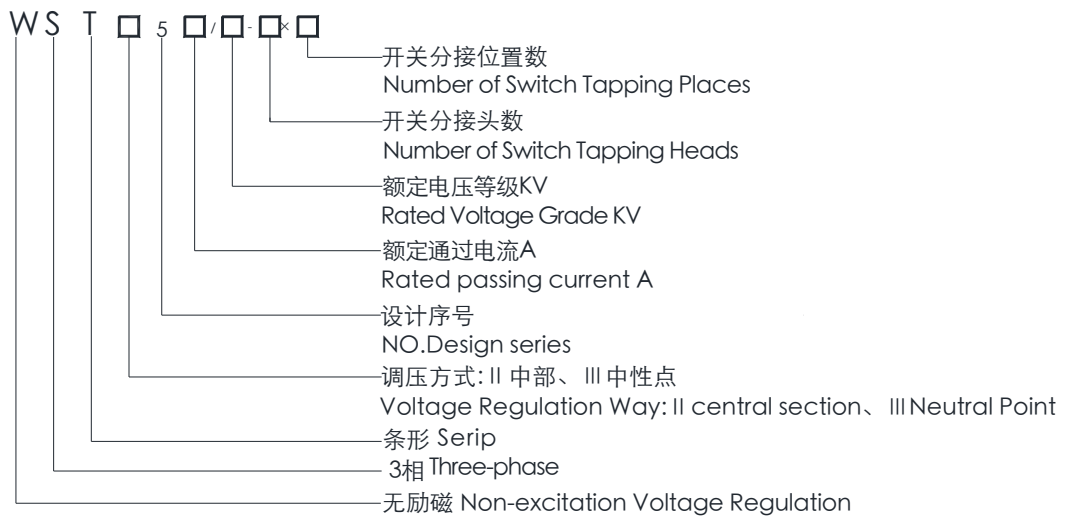 WST□5□/□-□×□
开关分接位置数
Number of Switch Tapping Places
开关分接头数
Number of Switch Tapping Heads
额定电压等级KV
Rated Voltage Grade KV
额定通过电流A
Rated passing current A
设计序号
NO.Design series
调压方式:II 中部、III中性点
Voltage Regulation Way: II central section、III Neutral Point
条形 Serip
3相 Three-phase
无励磁 Non-excitation Voltage Regulation